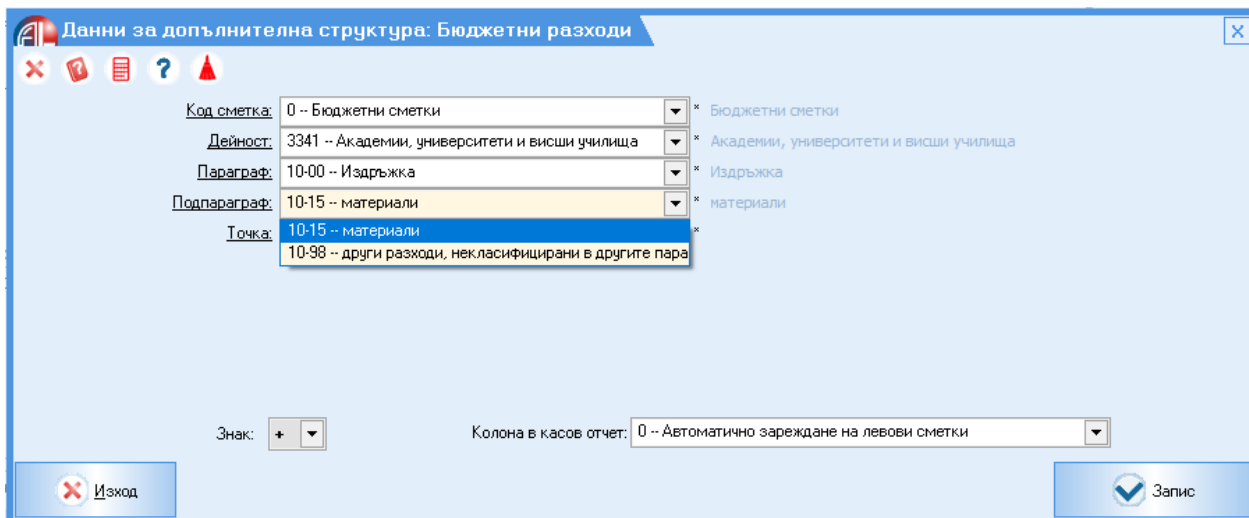 Данни за допълнителна структура: Бюджетни разходи
Код сметка: 0 -- Бюджетни сметки * Бюджетни сметки
Дейност: 3341 -- Академии, университети и висши училища * Академии, университети и висши училища
Параграф: 10-00 -- Издръжка * Издръжка
Подпараграф: 10-15 -- материали * материали
Точка: 10-15 -- материали *
10-98 -- други разходи, некласифицирани в другите пара
Знак: + Колона в касов отчет: 0 -- Автоматично зареждане на левови сметки
Изход Запис